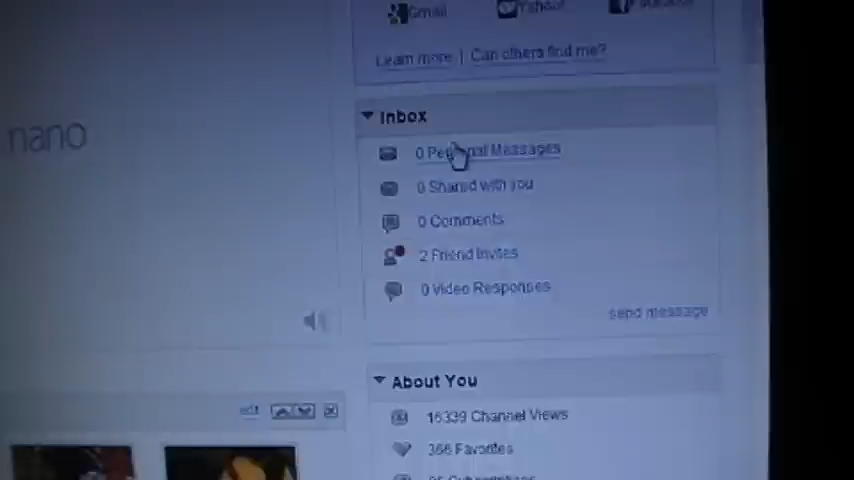 Gmail Yahoo!
Learn more | Can others find me?
nano
Inbox
0 Personal Messages
0 Shared with you
0 Comments
2 Friend Invites
0 Video Responses
send message
About You
edit
16339 Channel Views
366 Favorites